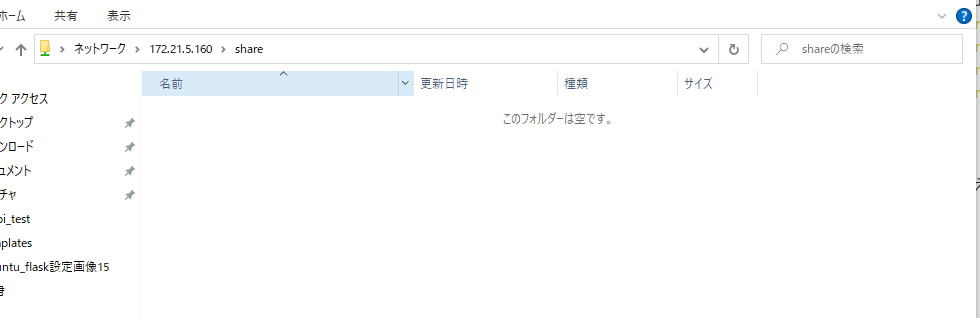 ホーム 共有 表示
ネットワーク 172.21.5.160 share shareの検索
名前 更新日時 種類 サイズ
このフォルダーは空です。
ク アクセス
クトップ
ンロード
ュメント
チャ
pi_test
nplates
untu_flask設定画像15